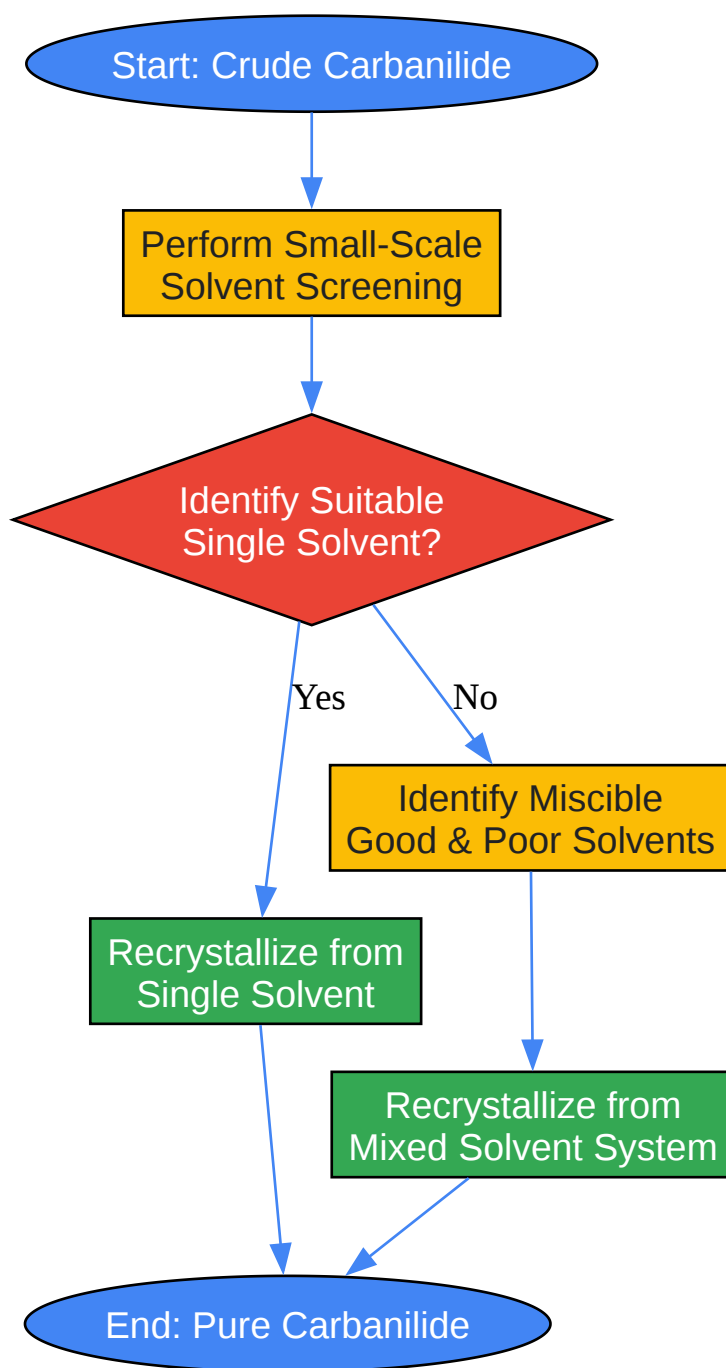 Start: Crude Carbanilide
Perform Small-Scale
Solvent Screening
Identify Suitable
Single Solvent?
Yes
No
Identify Miscible
Good & Poor Solvents
Recrystallize from
Single Solvent
Recrystallize from
Mixed Solvent System
End: Pure Carbanilide